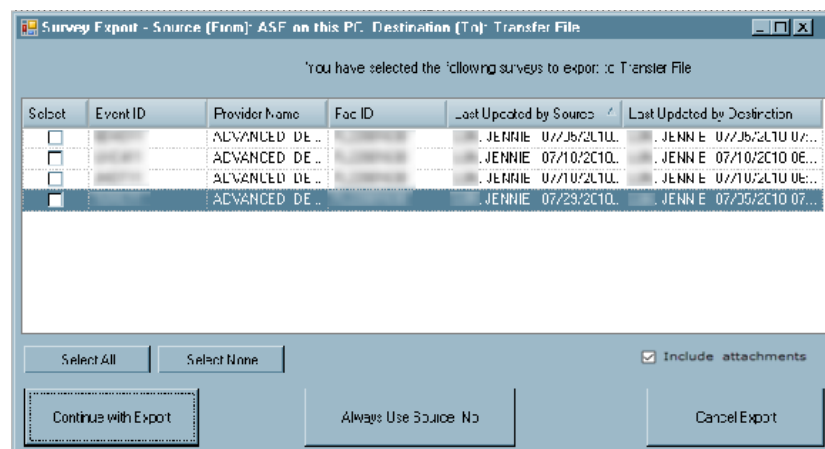 Survey Export - Source (From): ASE on this PC Destination (To): Transfer File
You have selected the following surveys to export to Transfer File
Select Event ID Provider Name Fac ID Last Updated by Source Last Updated by Destination
ADVANCED DE... , JENNIE 07/05/2010... , JENNIE 07/05/2010 07:...
ADVANCED DE... , JENNIE 07/10/2010... , JENNIE 07/10/2010 06...
ADVANCED DE... , JENNIE 07/10/2010... , JENNIE 07/10/2010 06:...
ADVANCED DE... , JENNIE 07/29/2010... , JENNIE 07/05/2010 07...
Select All Select None Include attachments
Continue with Export Always Use Source: No Cancel Export